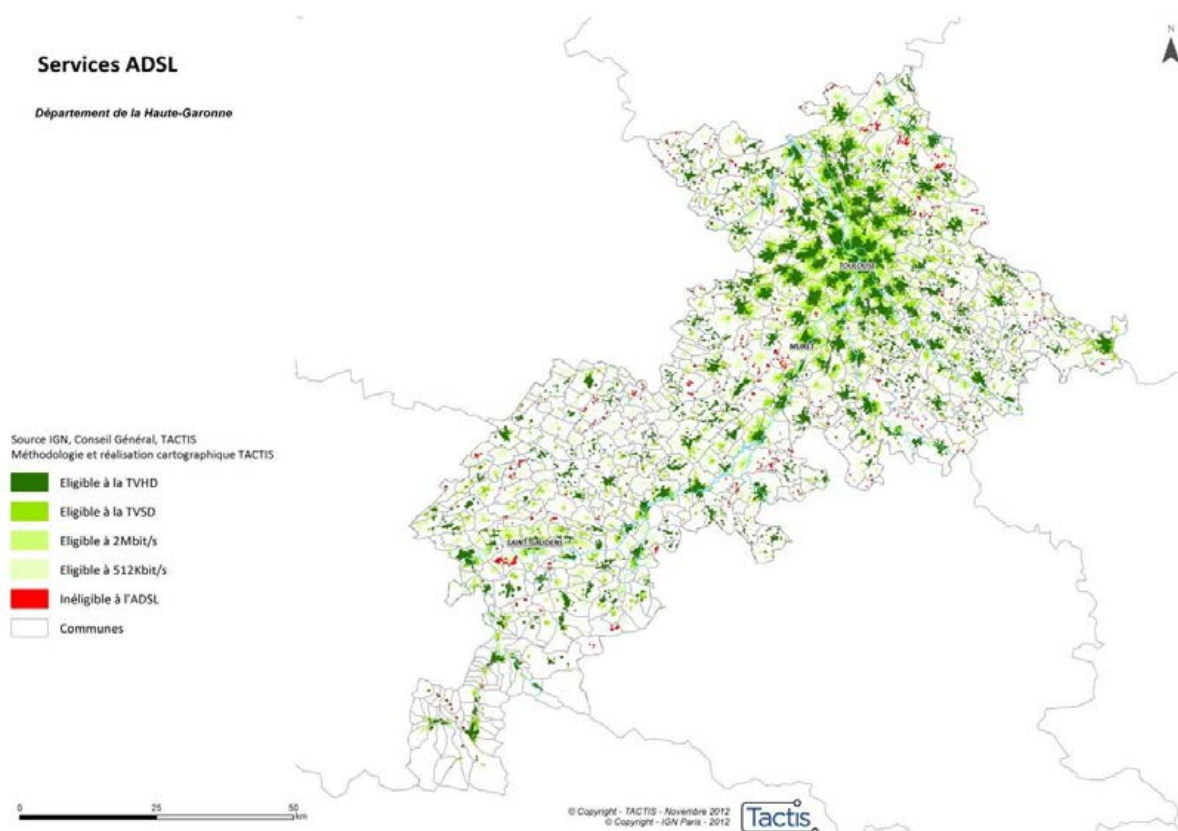 Services ADSL
N
Département de la Haute-Garonne
TOULOUSE
MURET
SAINT-GAUDENS
Source IGN, Conseil Général, TACTIS
Méthodologie et réalisation cartographique TACTIS
Eligible à la TVHD
Eligible à la TVSD
Eligible à 2Mbit/s
Eligible à 512Kbit/s
Inéligible à l'ADSL
Communes
0 25 50
km
© Copyright - TACTIS - Novembre 2012
© Copyright - IGN Paris - 2012
Tactis